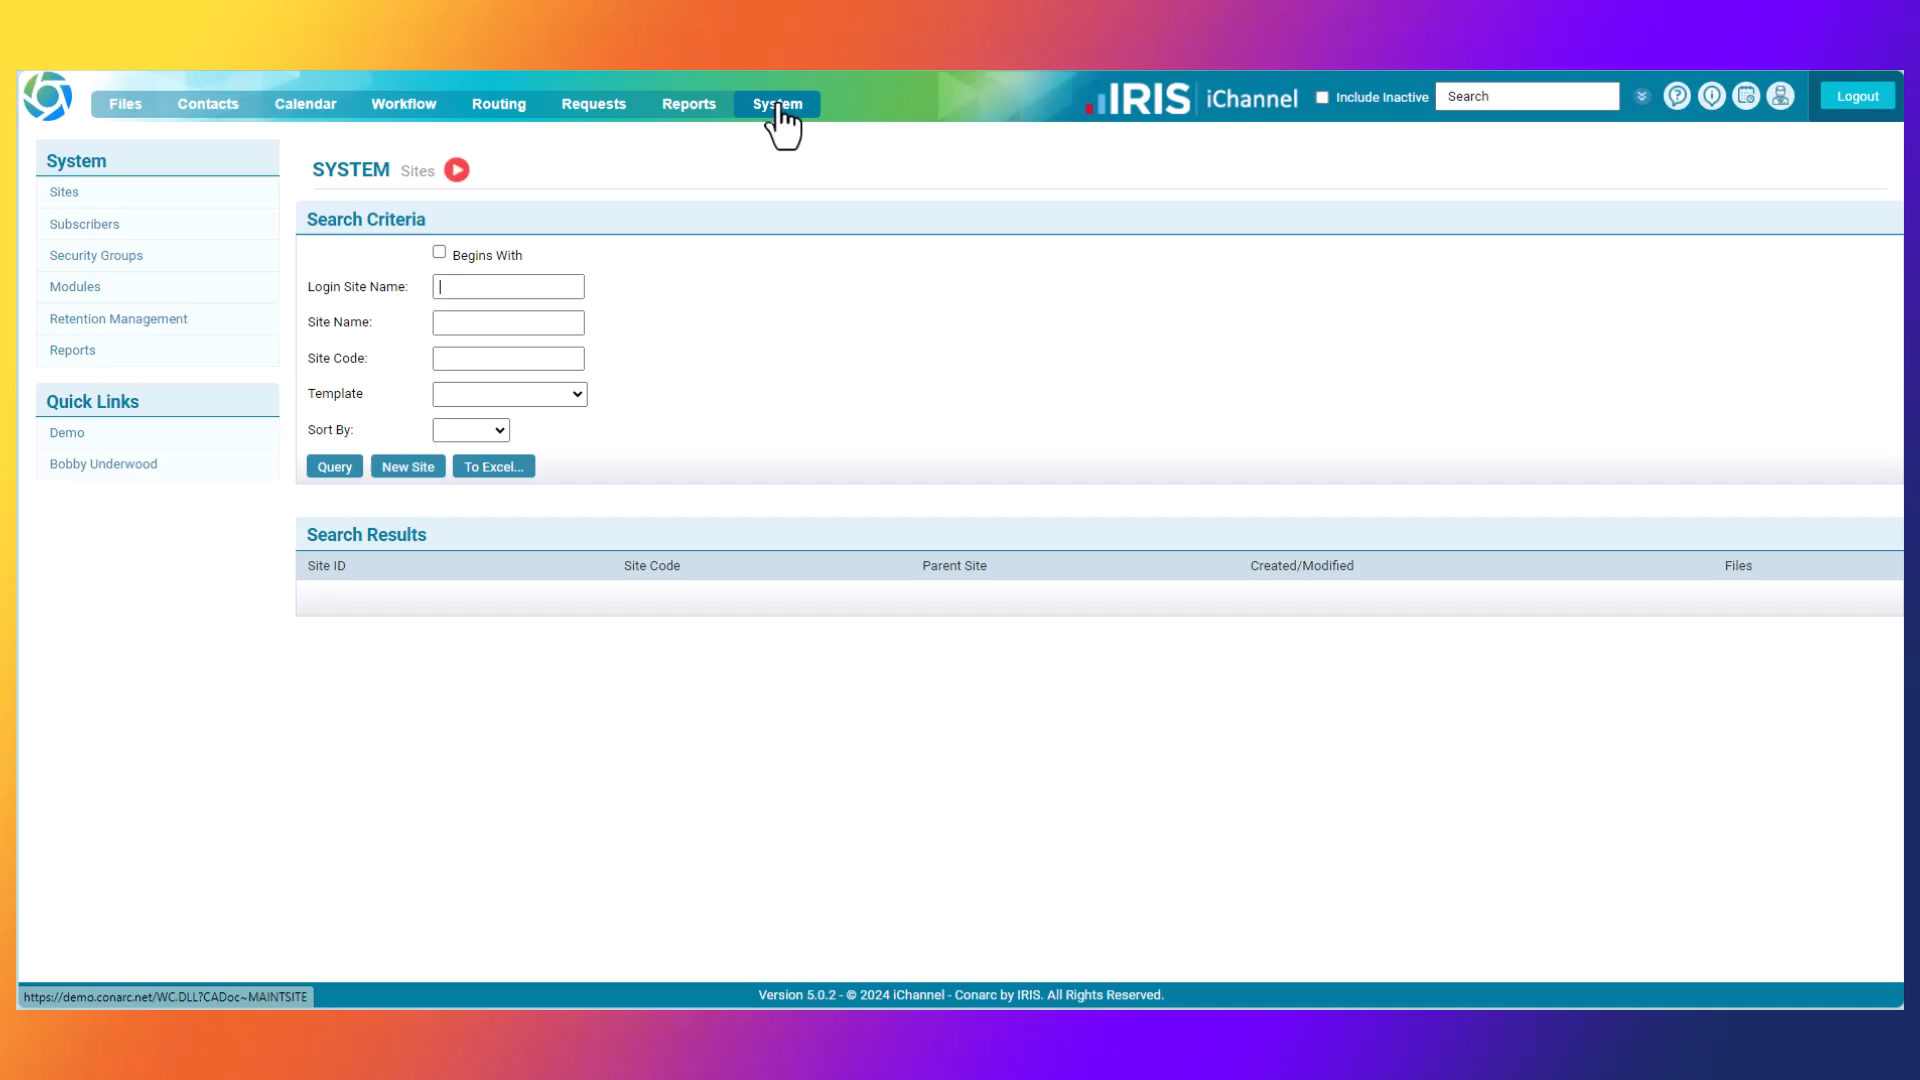 Files Contacts Calendar Workflow Routing Requests Reports System
IRIS iChannel Include Inactive Search Logout
System
Sites
Subscribers
Security Groups
Modules
Retention Management
Reports
Quick Links
Demo
Bobby Underwood
SYSTEM Sites
Search Criteria
Begins With
Login Site Name:
Site Name:
Site Code:
Template
Sort By:
Query New Site To Excel...
Search Results
Site ID Site Code Parent Site Created/Modified Files
https://demo.conarc.net/WC.DLL?CADoc~MAINTSITE
Version 5.0.2 - © 2024 iChannel - Conarc by IRIS. All Rights Reserved.